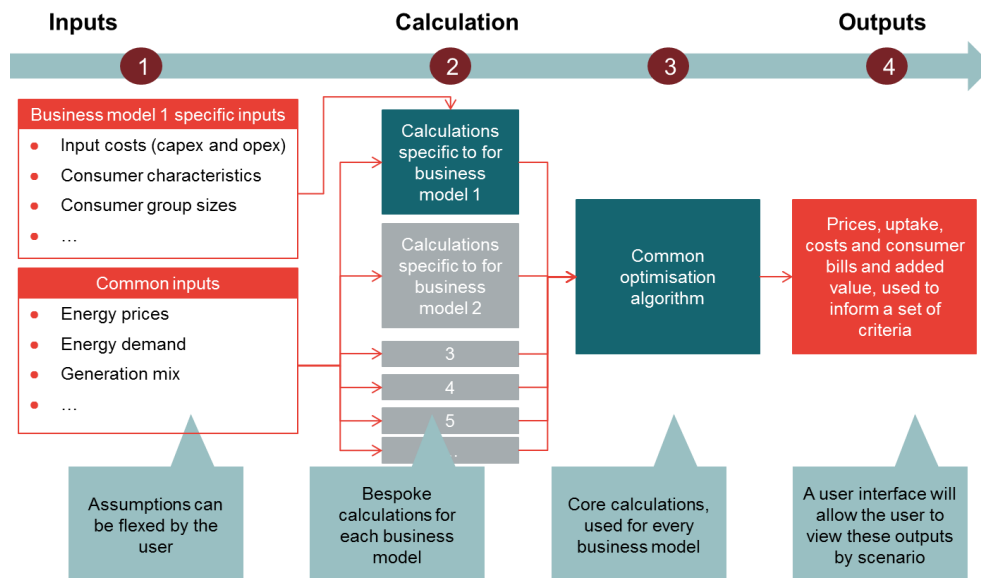 Inputs
Calculation
Outputs
1
2
3
4
Business model 1 specific inputs
Input costs (capex and opex)
Consumer characteristics
Consumer group sizes
…
Common inputs
Energy prices
Energy demand
Generation mix
…
Calculations
specific to for
business
model 1
Calculations
specific to for
business
model 2
3
4
5
Common
optimisation
algorithm
Prices, uptake,
costs and consumer
bills and added
value, used to
inform a set of
criteria
Assumptions can
be flexed by the
user
Bespoke
calculations for
each business
model
Core calculations,
used for every
business model
A user interface will
allow the user to
view these outputs
by scenario